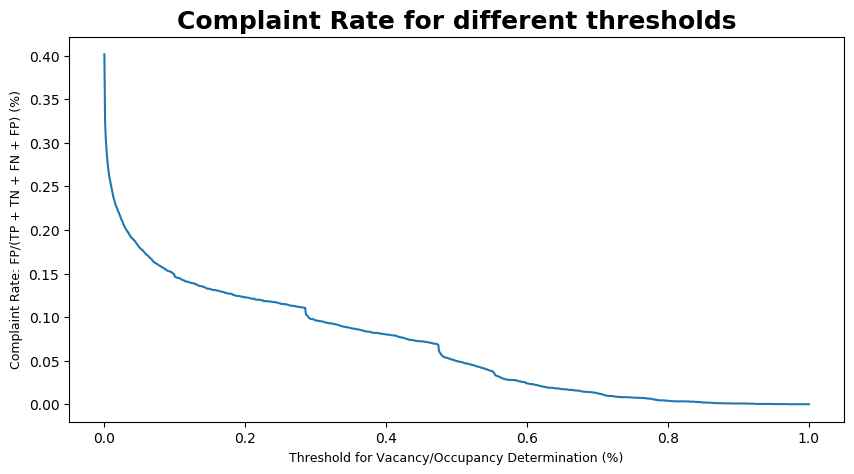 Complaint Rate for different thresholds
Complaint Rate: FP/(TP + TN + FN + FP) (%)
0.40
0.35
0.30
0.25
0.20
0.15
0.10
0.05
0.00
0.0 0.2 0.4 0.6 0.8 1.0
Threshold for Vacancy/Occupancy Determination (%)